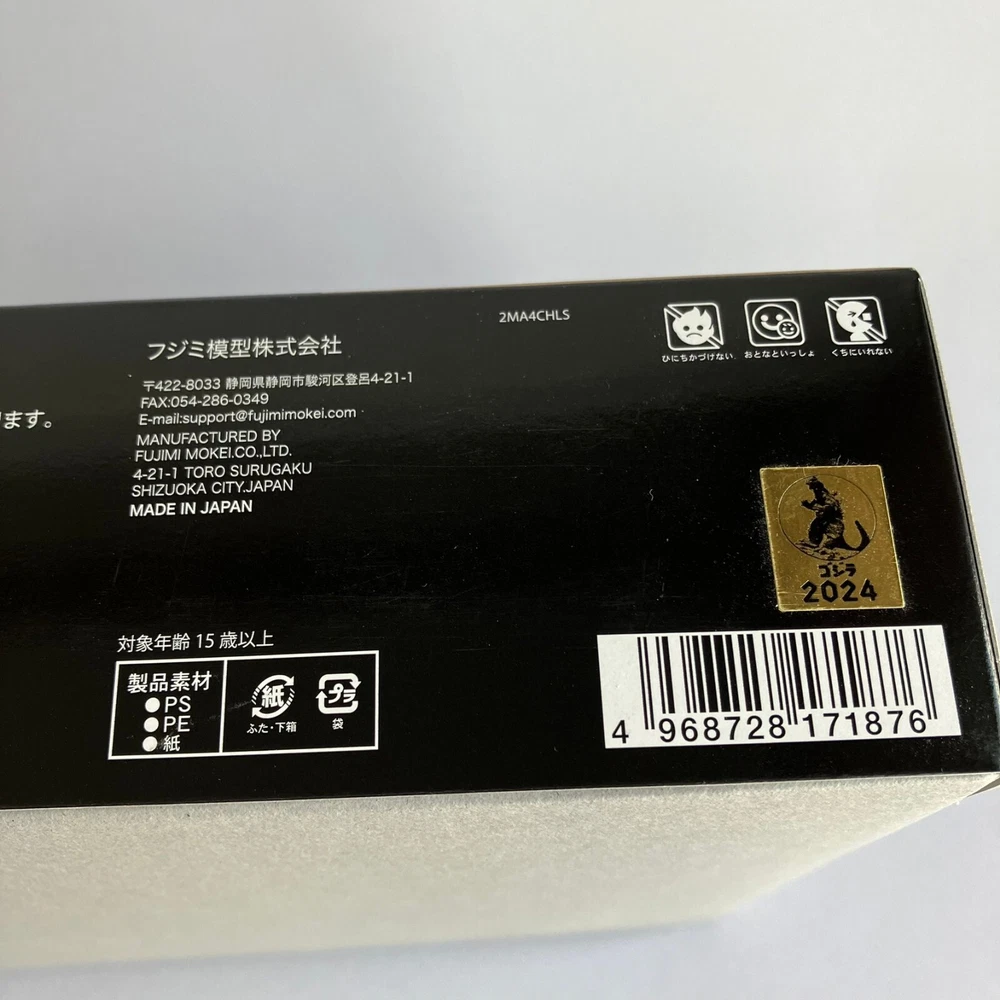 2MA4CHLS
ひにちかづけない
おとなといっしょ
くちにいれない
フジミ模型株式会社
〒422-8033 静岡県静岡市駿河区登呂4-21-1
FAX:054-286-0349
E-mail:support@fujimimokei.com
ます。
MANUFACTURED BY
FUJIMI MOKEI.CO.,LTD.
4-21-1 TORO SURUGAKU
SHIZUOKA CITY.JAPAN
MADE IN JAPAN
ゴジラ
2024
対象年齢 15 歳以上
製品素材
●PS
●PE
●紙
紙
ふた・下箱
プラ
袋
4 968728 171876